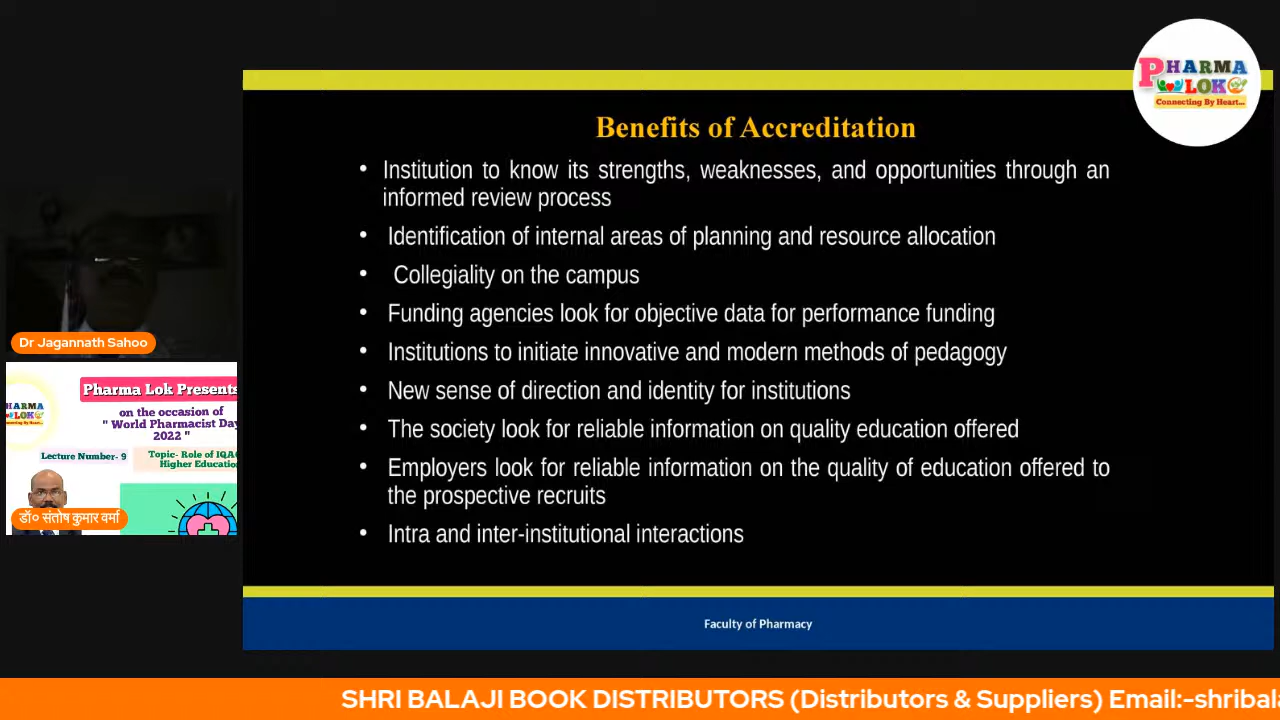 PHARMA
LOK
Connecting By Heart...
Benefits of Accreditation
• Institution to know its strengths, weaknesses, and opportunities through an
informed review process
• Identification of internal areas of planning and resource allocation
• Collegiality on the campus
• Funding agencies look for objective data for performance funding
• Institutions to initiate innovative and modern methods of pedagogy
• New sense of direction and identity for institutions
• The society look for reliable information on quality education offered
• Employers look for reliable information on the quality of education offered to
the prospective recruits
• Intra and inter-institutional interactions
Faculty of Pharmacy
Dr Jagannath Sahoo
Pharma Lok Presents
on the occasion of
" World Pharmacist Day
2022 "
HARMA
LOK
Lecture Number- 9
Topic- Role of IQAC
Higher Education
डॉ० संतोष कुमार वर्मा
SHRI BALAJI BOOK DISTRIBUTORS (Distributors & Suppliers) Email:-shribala